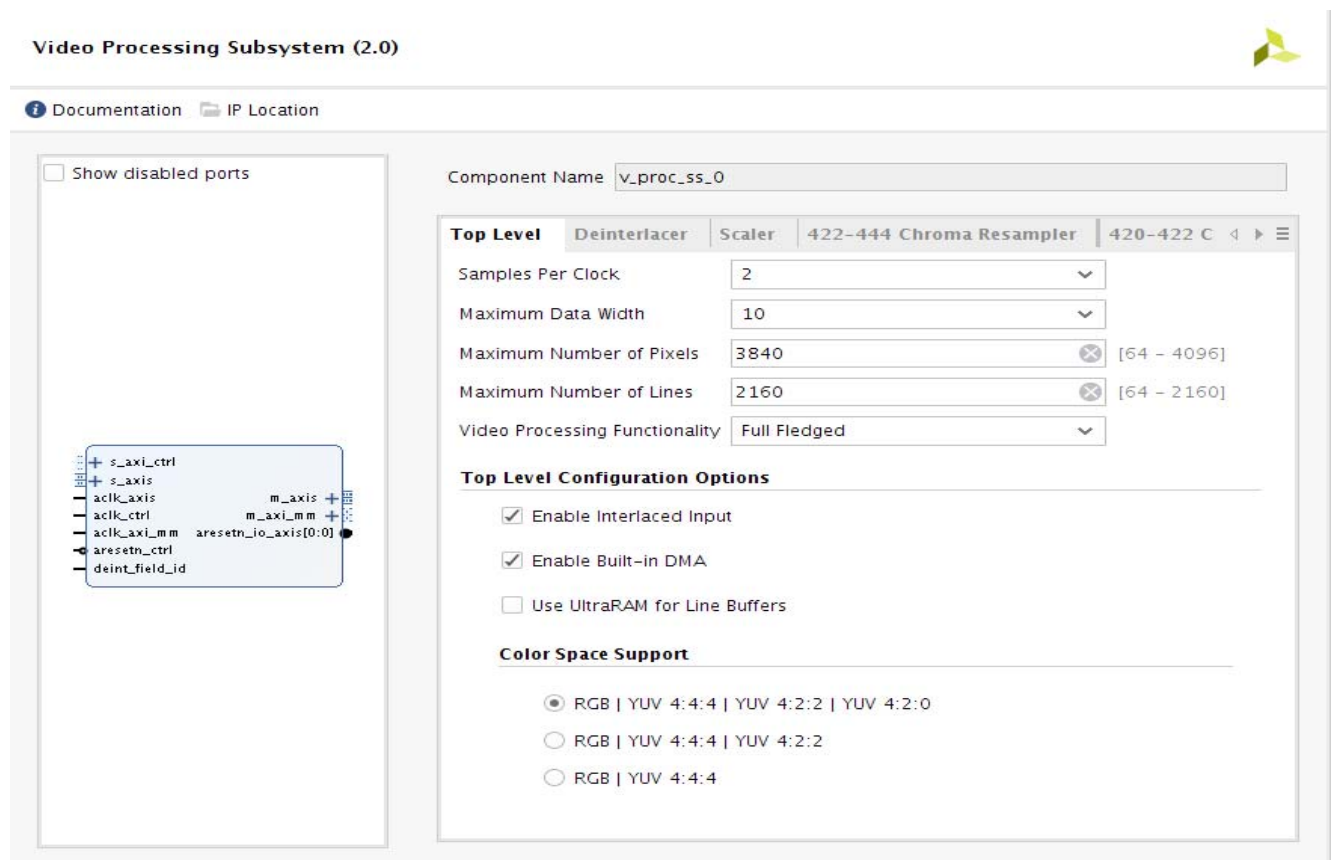 Video Processing Subsystem (2.0)
Documentation IP Location
Show disabled ports
s_axi_ctrl
s_axis
aclk_axis m_axis
aclk_ctrl m_axi_mm
aclk_axi_mm aresetn_io_axis[0:0]
aresetn_ctrl
deint_field_id
Component Name v_proc_ss_0
Top Level Deinterlacer Scaler 422-444 Chroma Resampler 420-422 C
Samples Per Clock 2
Maximum Data Width 10
Maximum Number of Pixels 3840 [64 - 4096]
Maximum Number of Lines 2160 [64 - 2160]
Video Processing Functionality Full Fledged
Top Level Configuration Options
Enable Interlaced Input
Enable Built-in DMA
Use UltraRAM for Line Buffers
Color Space Support
RGB | YUV 4:4:4 | YUV 4:2:2 | YUV 4:2:0
RGB | YUV 4:4:4 | YUV 4:2:2
RGB | YUV 4:4:4